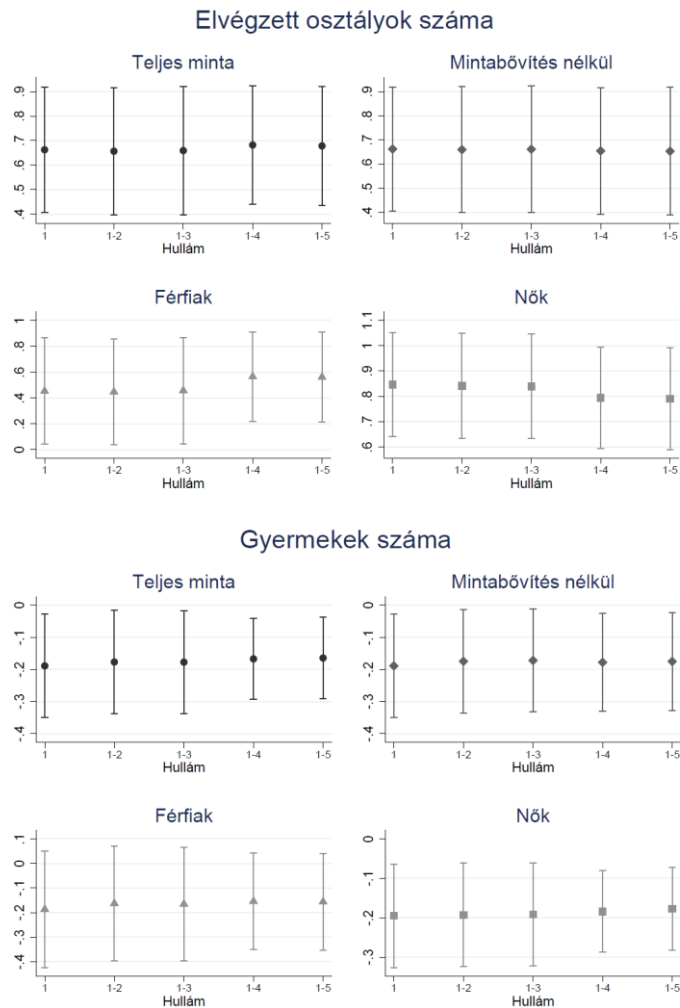 Elvégzett osztályok száma
Teljes minta
.9
.8
.7
.6
.5
.4
1 1-2 1-3 1-4 1-5
Hullám
Mintabővítés nélkül
.9
.8
.7
.6
.5
.4
1 1-2 1-3 1-4 1-5
Hullám
Férfiak
1
.8
.6
.4
.2
0
1 1-2 1-3 1-4 1-5
Hullám
Nők
1.1
1
.9
.8
.7
.6
1 1-2 1-3 1-4 1-5
Hullám
Gyermekek száma
Teljes minta
0
-.1
-.2
-.3
-.4
1 1-2 1-3 1-4 1-5
Hullám
Mintabővítés nélkül
0
-.1
-.2
-.3
-.4
1 1-2 1-3 1-4 1-5
Hullám
Férfiak
.1
0
-.1
-.2
-.3
-.4
1 1-2 1-3 1-4 1-5
Hullám
Nők
0
-.1
-.2
-.3
1 1-2 1-3 1-4 1-5
Hullám